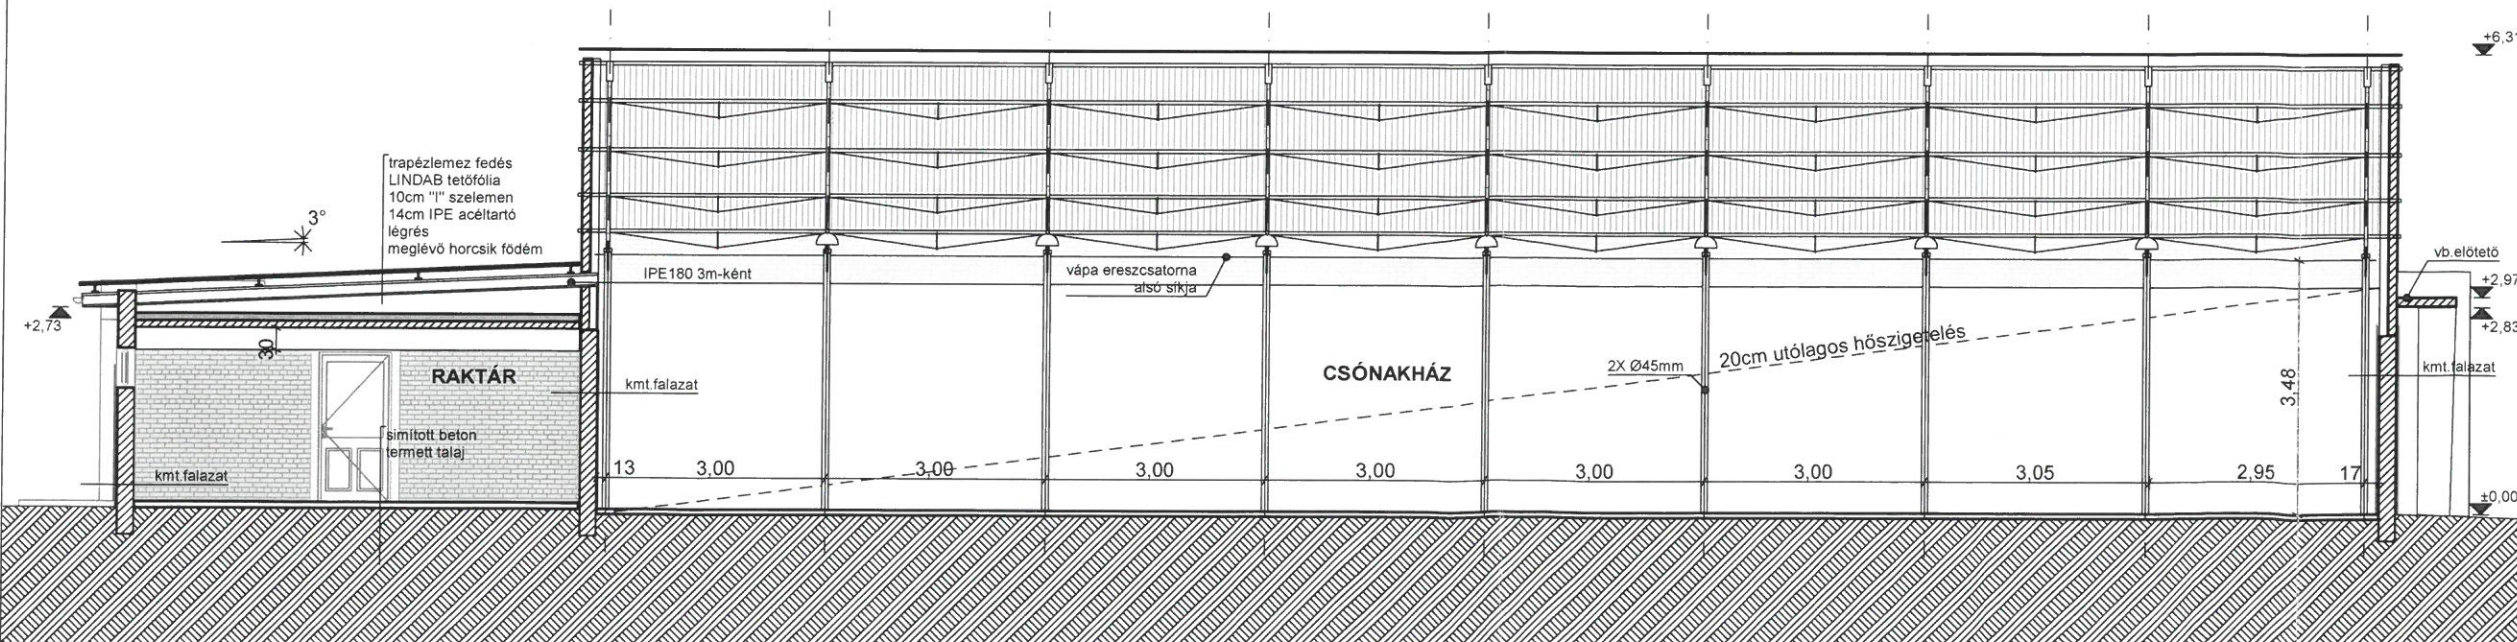 +6,31
trapézlemez fedés
LINDAB tetőfólia
10cm "I" szelemen
14cm IPE acéltartó
légrés
meglévő horcsik födém
3°
IPE180 3m-ként
vápa ereszcsatorna
alsó síkja
vb.előtető
+2,97
+2,83
+2,73
30
RAKTÁR
kmt.falazat
CSÓNAKHÁZ
2X Ø45mm
20cm utólagos hőszigetelés
3,48
kmt.falazat
simított beton
termett talaj
kmt.falazat
13 3,00 3,00 3,00 3,00 3,00 3,00 3,05 2,95 17
±0,00